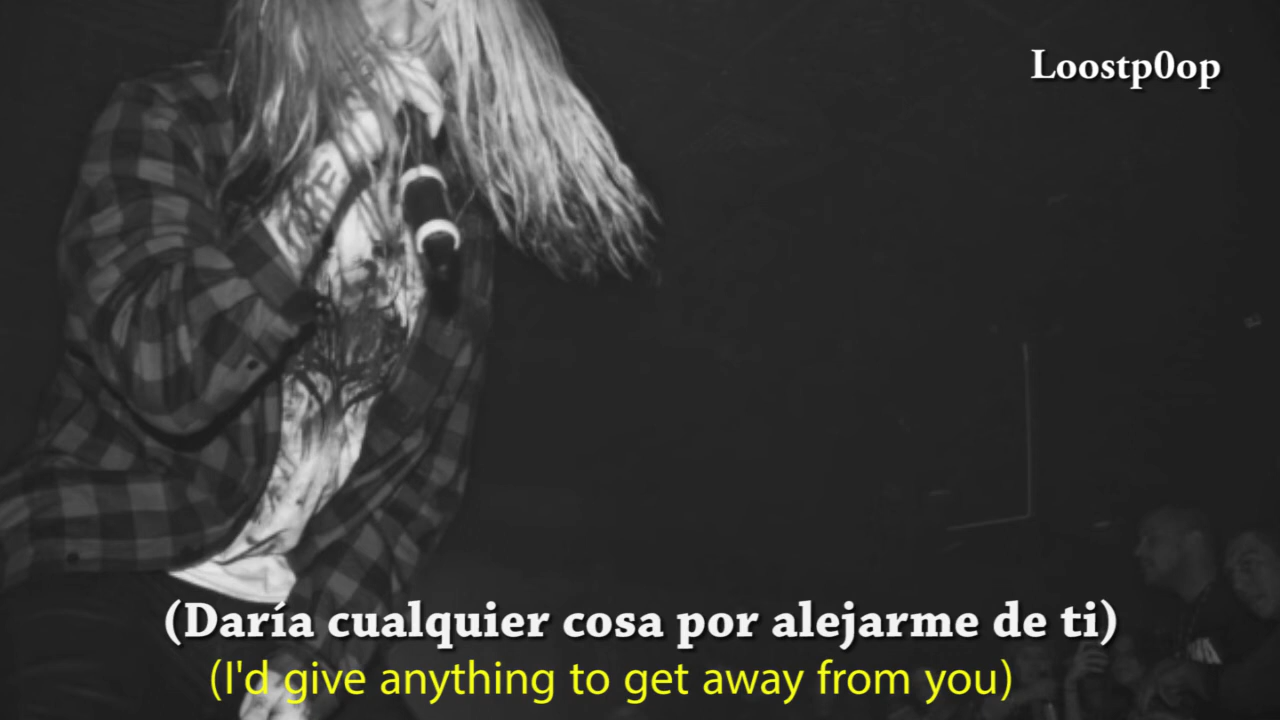 Loostp0op
(Daría cualquier cosa por alejarme de ti)
(I'd give anything to get away from you)